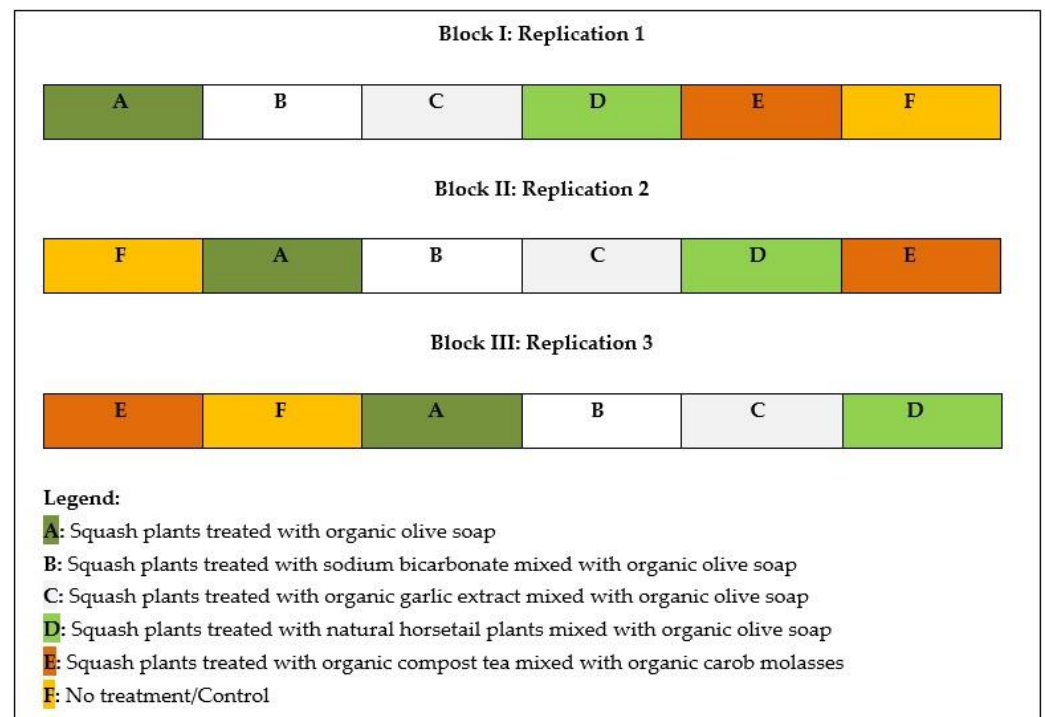 Block I: Replication 1
A B C D E F
Block II: Replication 2
F A B C D E
Block III: Replication 3
E F A B C D
Legend:
A: Squash plants treated with organic olive soap
B: Squash plants treated with sodium bicarbonate mixed with organic olive soap
C: Squash plants treated with organic garlic extract mixed with organic olive soap
D: Squash plants treated with natural horsetail plants mixed with organic olive soap
E: Squash plants treated with organic compost tea mixed with organic carob molasses
F: No treatment/Control